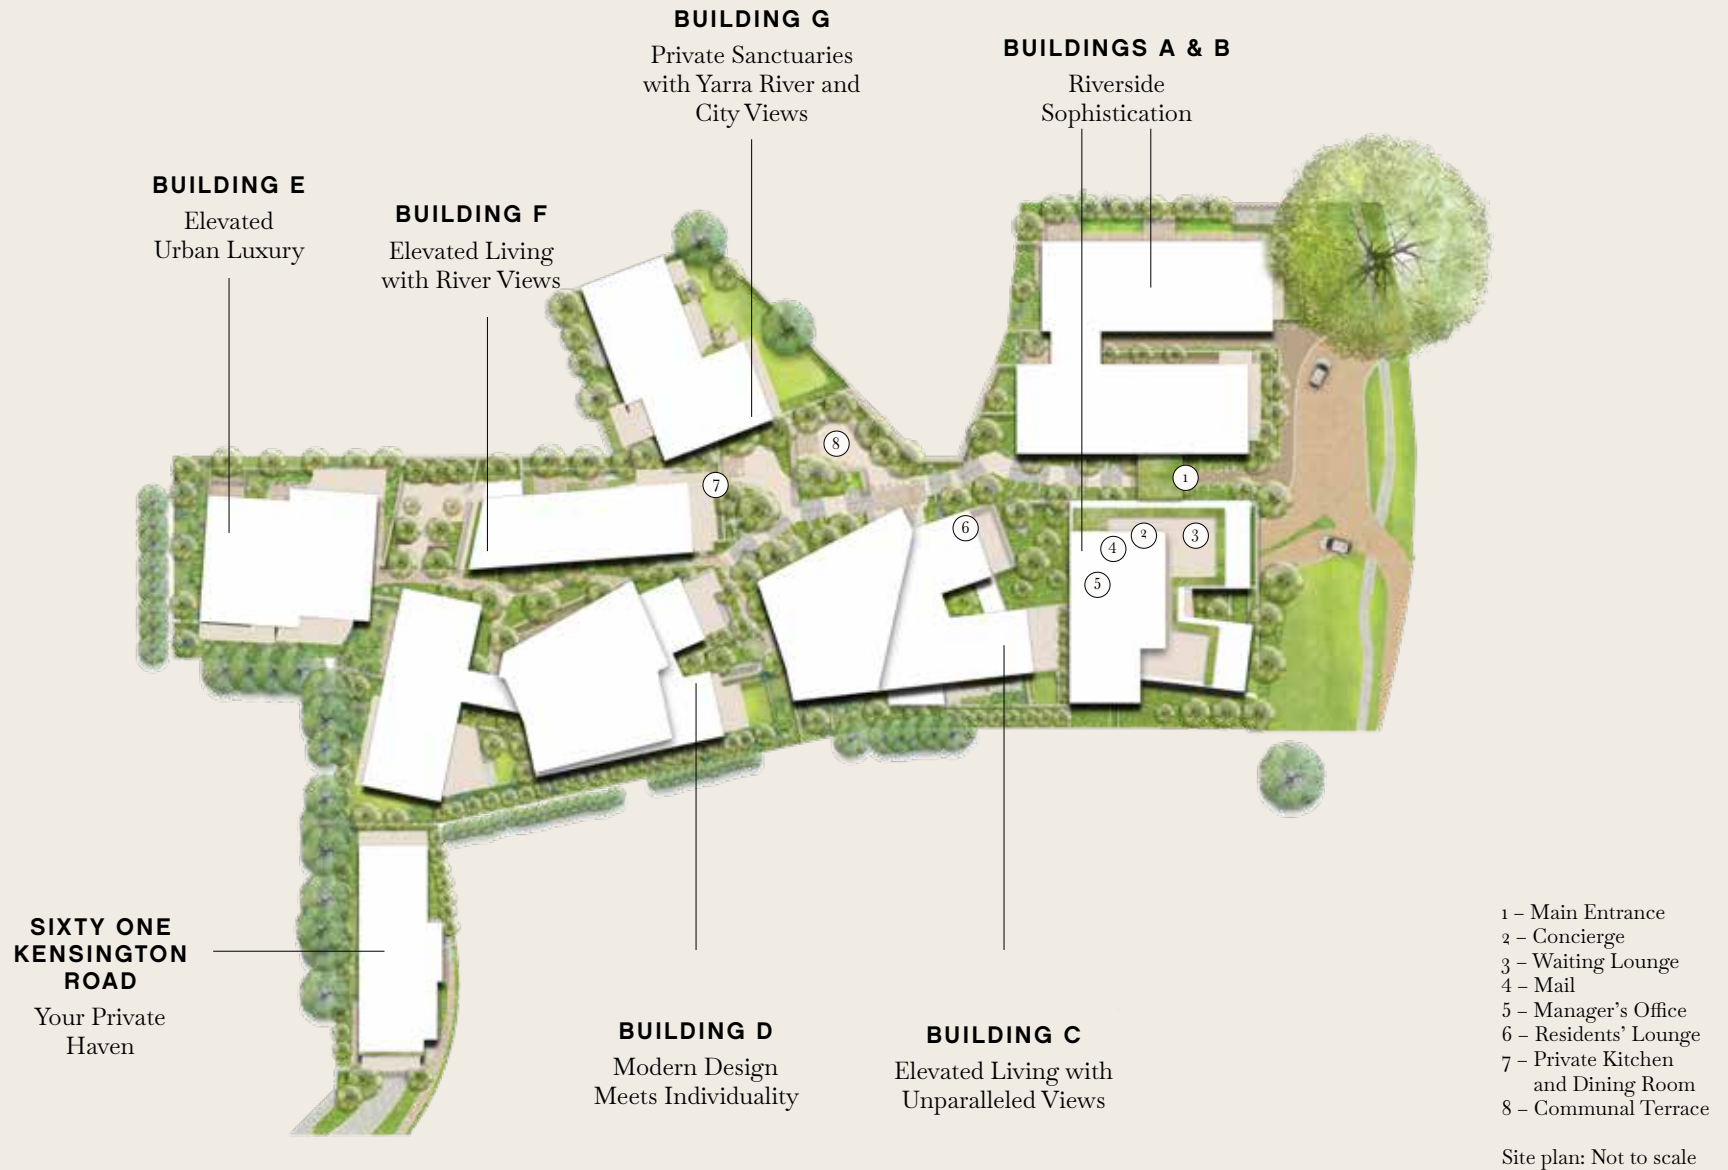 BUILDING G
Private Sanctuaries
with Yarra River and
City Views
BUILDINGS A & B
Riverside
Sophistication
BUILDING E
Elevated
Urban Luxury
BUILDING F
Elevated Living
with River Views
8
7
1
6
2
3
4
5
SIXTY ONE
KENSINGTON
ROAD
Your Private
Haven
BUILDING D
Modern Design
Meets Individuality
BUILDING C
Elevated Living with
Unparalleled Views
1 – Main Entrance
2 – Concierge
3 – Waiting Lounge
4 – Mail
5 – Manager’s Office
6 – Residents’ Lounge
7 – Private Kitchen
and Dining Room
8 – Communal Terrace
Site plan: Not to scale